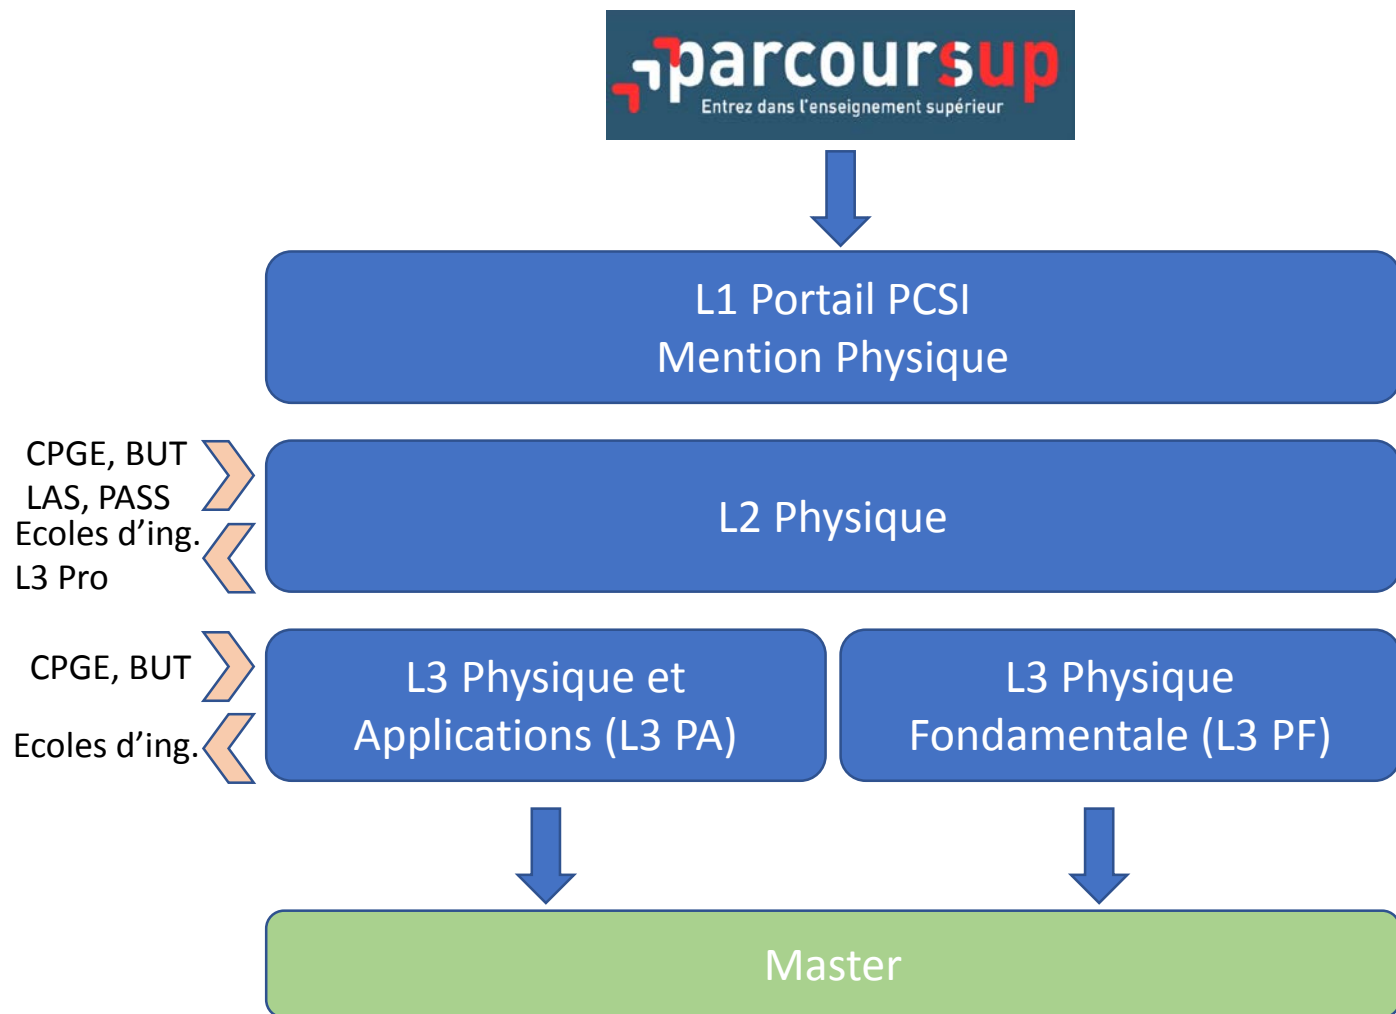 parcoursup
Entrez dans l'enseignement supérieur
L1 Portail PCSI
Mention Physique
CPGE, BUT
LAS, PASS
Ecoles d’ing.
L3 Pro
L2 Physique
CPGE, BUT
Ecoles d’ing.
L3 Physique et
Applications (L3 PA)
L3 Physique
Fondamentale (L3 PF)
Master